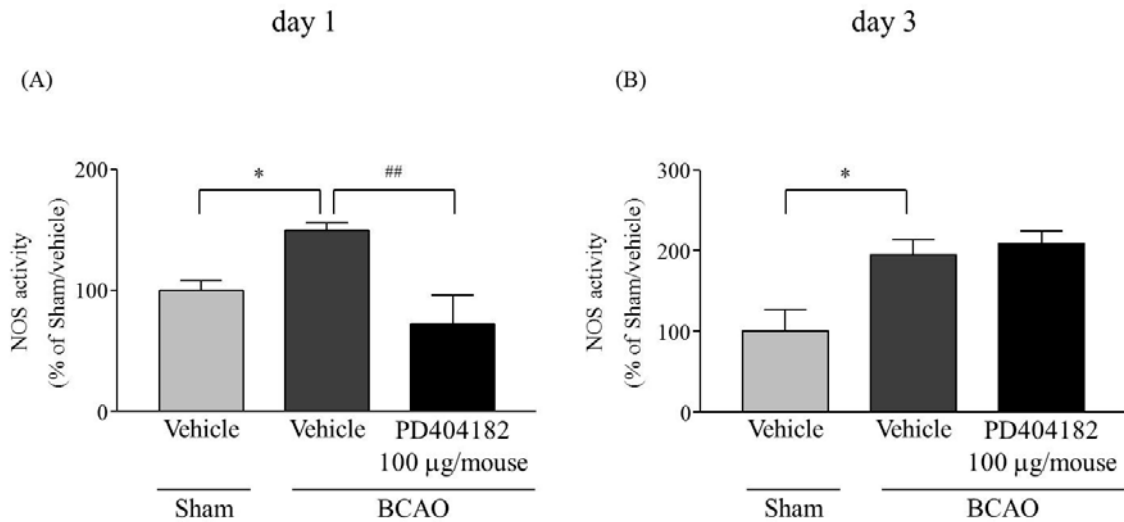 day 1
day 3
(A)
(B)
NOS activity
(% of Sham/vehicle)
200
100
0
*
##
Vehicle
Vehicle
PD404182
100 µg/mouse
Sham
BCAO
NOS activity
(% of Sham/vehicle)
300
200
100
0
*
Vehicle
Vehicle
PD404182
100 µg/mouse
Sham
BCAO